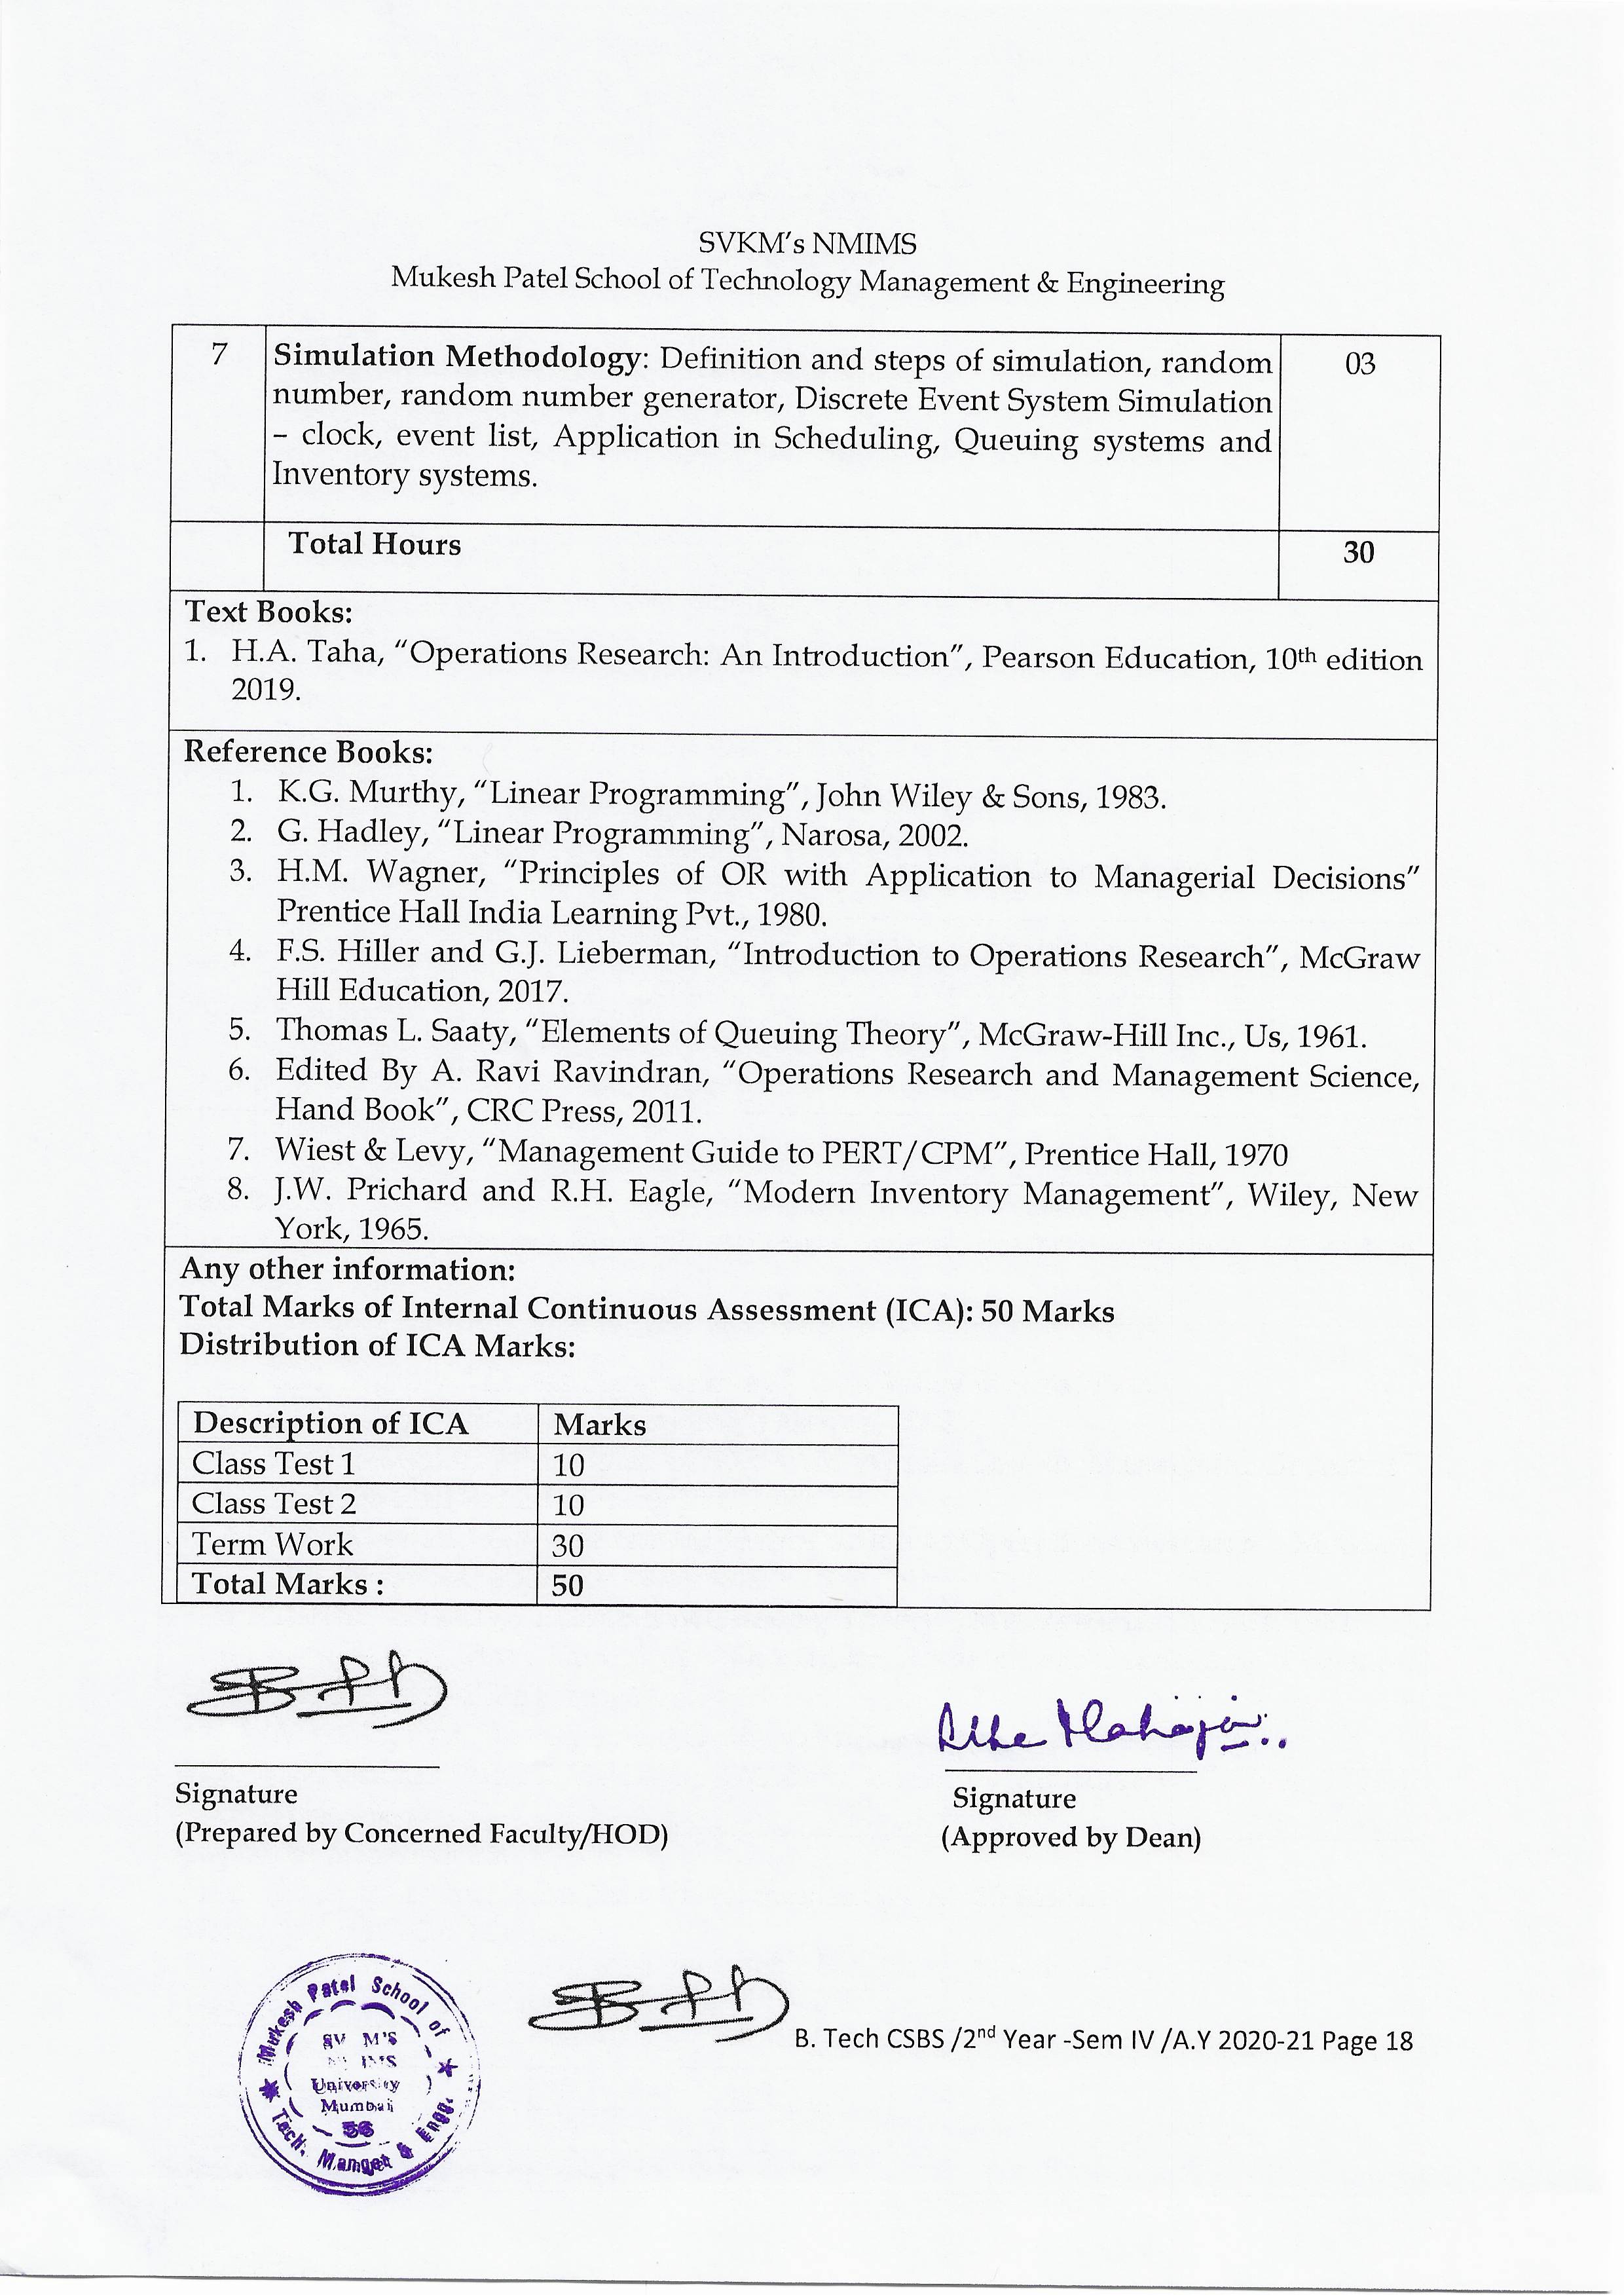 SVKM's NMIMS
Mukesh Patel School of Technology Management & Engineering
7 Simulation Methodology: Definition and steps of simulation, random 03
number, random number generator, Discrete Event System Simulation
– clock, event list, Application in Scheduling, Queuing systems and
Inventory systems.
Total Hours 30
Text Books:
1. H.A. Taha, "Operations Research: An Introduction", Pearson Education, 10th edition
2019.
Reference Books:
1. K.G. Murthy, "Linear Programming", John Wiley & Sons, 1983.
2. G. Hadley, "Linear Programming", Narosa, 2002.
3. H.M. Wagner, "Principles of OR with Application to Managerial Decisions"
Prentice Hall India Learning Pvt., 1980.
4. F.S. Hiller and G.J. Lieberman, "Introduction to Operations Research", McGraw
Hill Education, 2017.
5. Thomas L. Saaty, "Elements of Queuing Theory", McGraw-Hill Inc., Us, 1961.
6. Edited By A. Ravi Ravindran, "Operations Research and Management Science,
Hand Book", CRC Press, 2011.
7. Wiest & Levy, "Management Guide to PERT/CPM", Prentice Hall, 1970
8. J.W. Prichard and R.H. Eagle, "Modern Inventory Management", Wiley, New
York, 1965.
Any other information:
Total Marks of Internal Continuous Assessment (ICA): 50 Marks
Distribution of ICA Marks:
Description of ICA Marks
Class Test 1 10
Class Test 2 10
Term Work 30
Total Marks : 50
Signature Signature
(Prepared by Concerned Faculty/HOD) (Approved by Dean)
B. Tech CSBS /2nd Year -Sem IV /A.Y 2020-21 Page 18
Mukesh Patel School of
University
Mumbai
56
Tech. Manget & Engg.